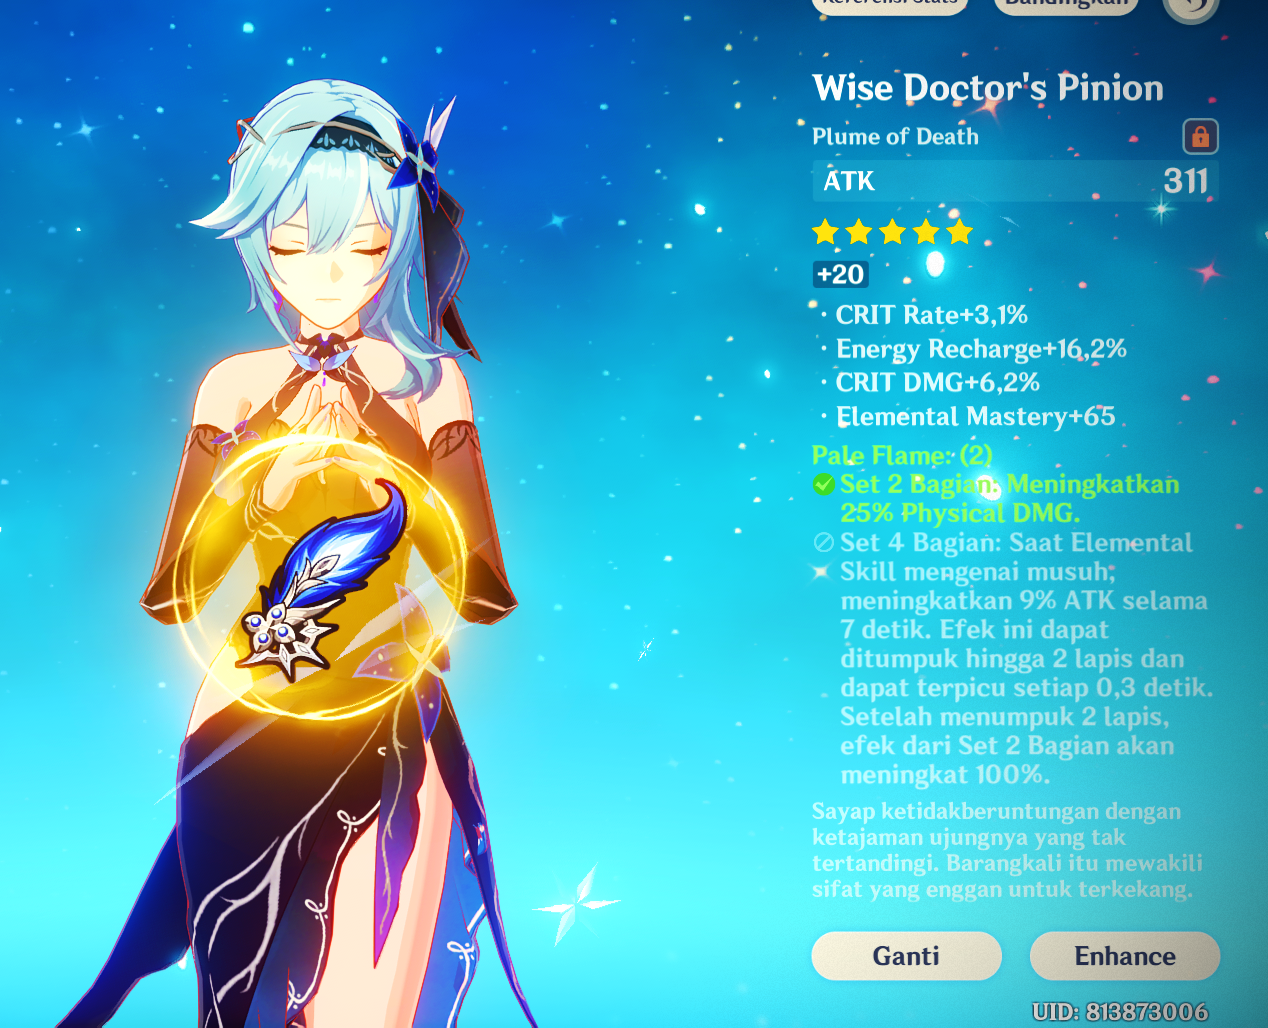 Referensi Stats
Bandingkan
Wise Doctor's Pinion
Plume of Death
ATK
311
+20
· CRIT Rate+3,1%
· Energy Recharge+16,2%
· CRIT DMG+6,2%
· Elemental Mastery+65
Pale Flame: (2)
Set 2 Bagian: Meningkatkan
25% Physical DMG.
Set 4 Bagian: Saat Elemental
Skill mengenai musuh,
meningkatkan 9% ATK selama
7 detik. Efek ini dapat
ditumpuk hingga 2 lapis dan
dapat terpicu setiap 0,3 detik.
Setelah menumpuk 2 lapis,
efek dari Set 2 Bagian akan
meningkat 100%.
Sayap ketidakberuntungan dengan
ketajaman ujungnya yang tak
tertandingi. Barangkali itu mewakili
sifat yang enggan untuk terkekang.
Ganti
Enhance
UID: 813873006